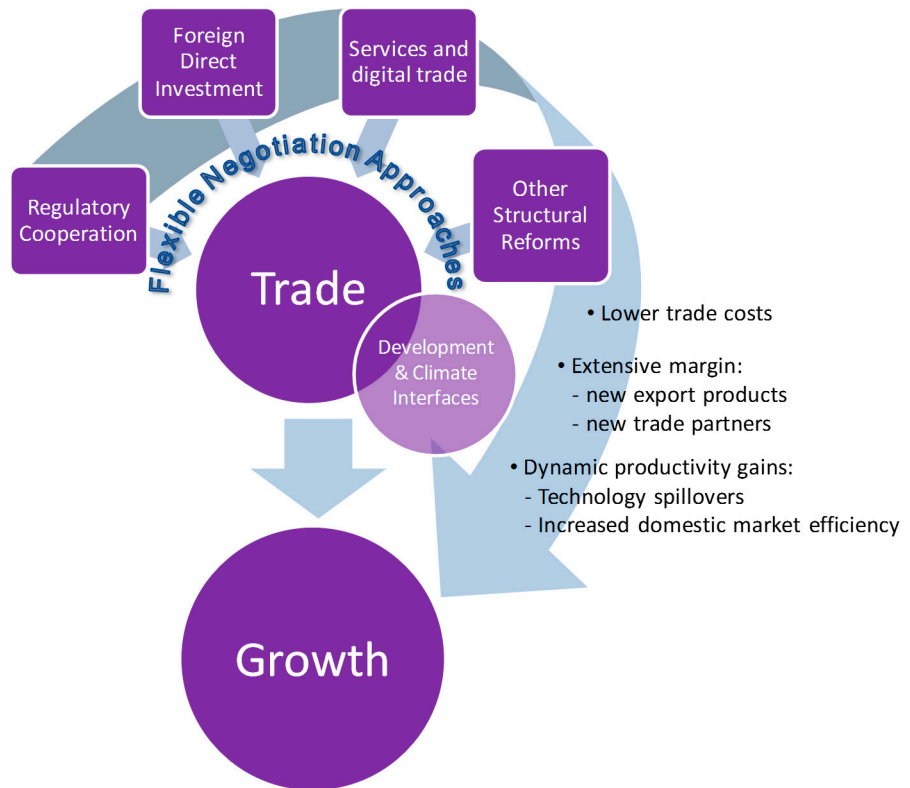 Foreign
Direct
Investment
Services and
digital trade
Regulatory
Cooperation
Flexible Negotiation Approaches
Other
Structural
Reforms
Trade
Development
& Climate
Interfaces
• Lower trade costs
• Extensive margin:
- new export products
- new trade partners
• Dynamic productivity gains:
- Technology spillovers
- Increased domestic market efficiency
Growth